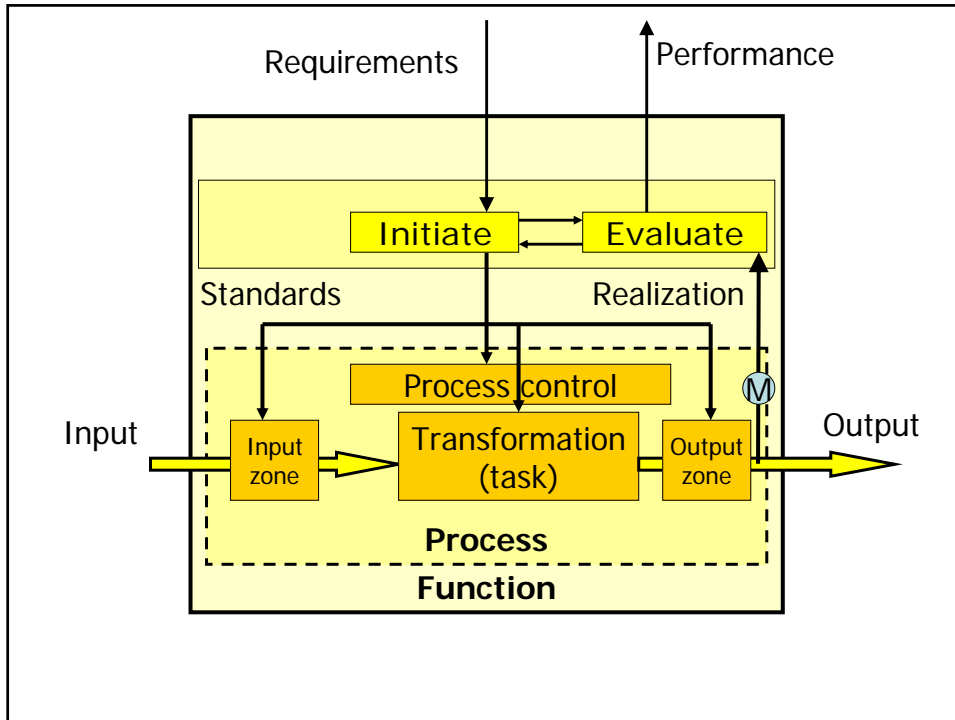 Requirements
Performance
Initiate
Evaluate
Standards
Realization
Process control
M
Input
Input
zone
Transformation
(task)
Output
zone
Output
Process
Function